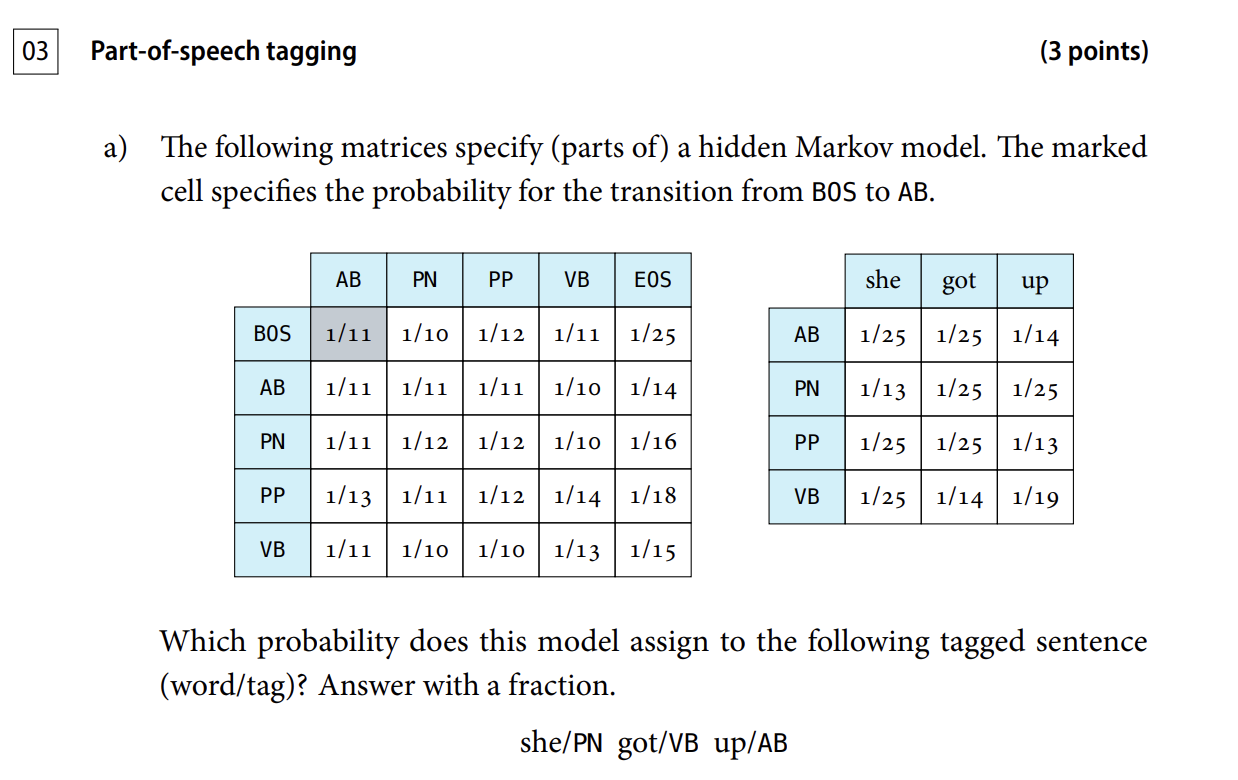 03 Part-of-speech tagging (3 points)
a) The following matrices specify (parts of) a hidden Markov model. The marked
cell specifies the probability for the transition from BOS to AB.
AB PN PP VB EOS
BOS 1/11 1/10 1/12 1/11 1/25
AB 1/11 1/11 1/11 1/10 1/14
PN 1/11 1/12 1/12 1/10 1/16
PP 1/13 1/11 1/12 1/14 1/18
VB 1/11 1/10 1/10 1/13 1/15
she got up
AB 1/25 1/25 1/14
PN 1/13 1/25 1/25
PP 1/25 1/25 1/13
VB 1/25 1/14 1/19
Which probability does this model assign to the following tagged sentence
(word/tag)? Answer with a fraction.
she/PN got/VB up/AB